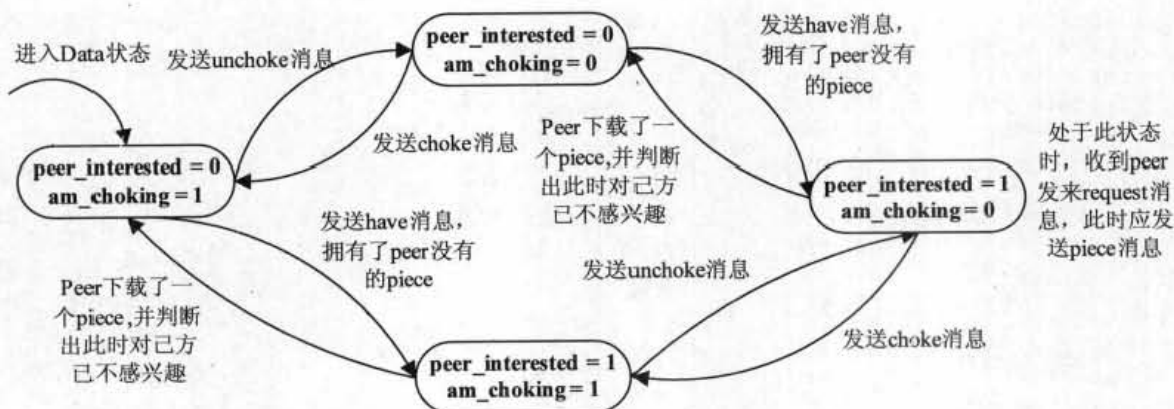 进入Data状态
发送unchoke消息
peer_interested = 0
am_choking = 0
发送have消息，
拥有了peer没有
的piece
发送choke消息
Peer下载了一
个piece,并判断
出此时对己方
已不感兴趣
处于此状态
时，收到peer
发来request消
息，此时应发
送piece消息
peer_interested = 0
am_choking = 1
peer_interested = 1
am_choking = 0
发送have消息，
拥有了peer没有
的piece
发送unchoke消息
Peer下载了一
个piece,并判断
出此时对己方
已不感兴趣
发送choke消息
peer_interested = 1
am_choking = 1